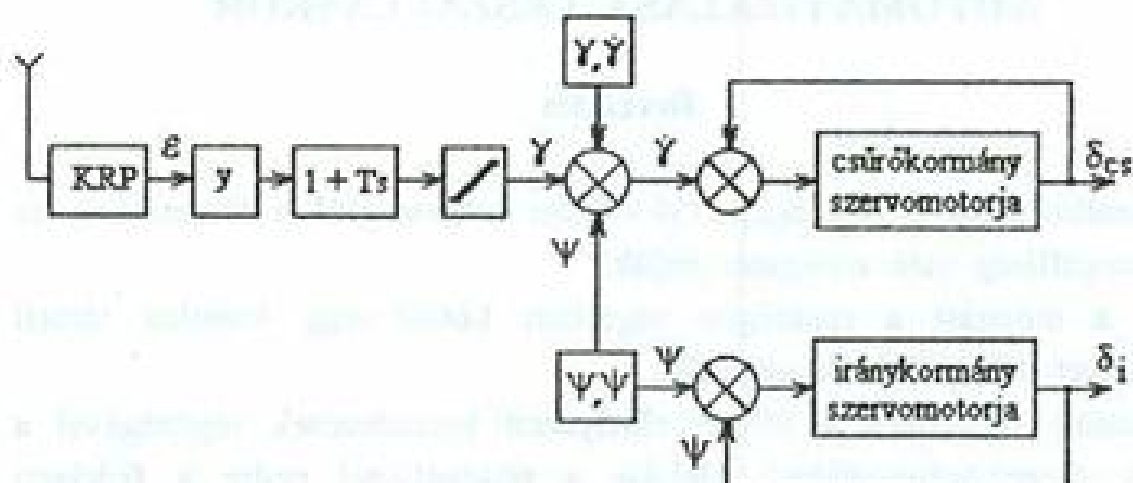 γ, γ̇
KRP
ε
y
1 + Ts
γ
γ̇
csűrőkormány
szervomotorja
δcs
ψ
ψ, ψ̇
ψ
iránykormány
szervomotorja
δi
ψ̇